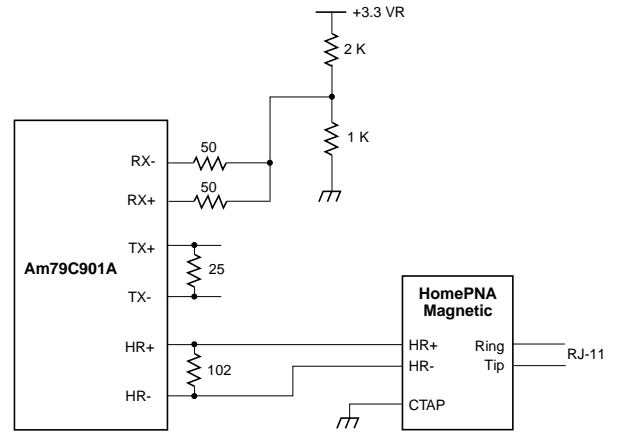 +3.3 VR
2 K
1 K
50
RX-
50
RX+
TX+
Am79C901A
25
TX-
HomePNA
Magnetic
HR+
HR+
Ring
RJ-11
102
HR-
Tip
HR-
CTAP